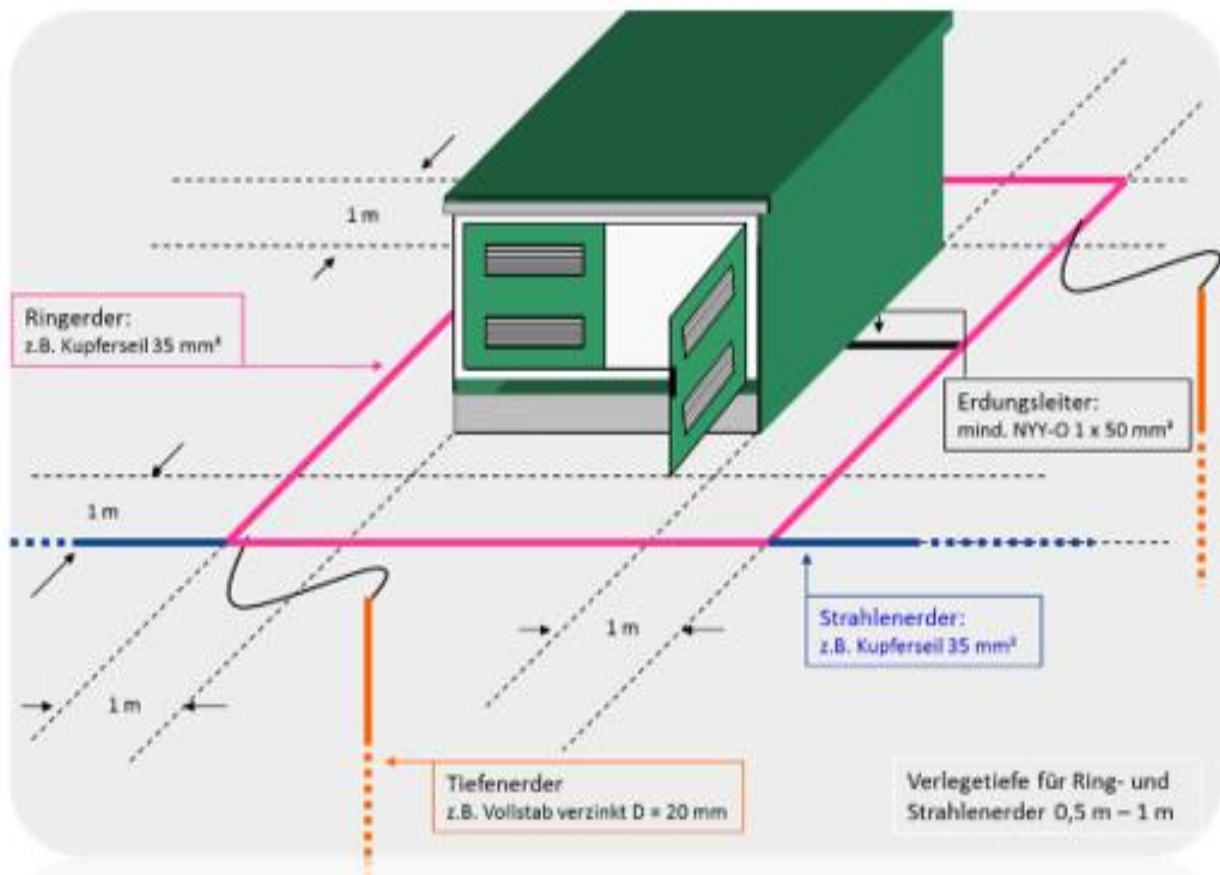 1 m
Ringerder:
z.B. Kupferseil 35 mm²
Erdungsleiter:
mind. NYY-O 1 x 50 mm²
1 m
Strahlenerder:
z.B. Kupferseil 35 mm²
1 m
1 m
Tiefenerder
z.B. Vollstab verzinkt D = 20 mm
Verlegetiefe für Ring- und
Strahlenerder 0,5 m – 1 m